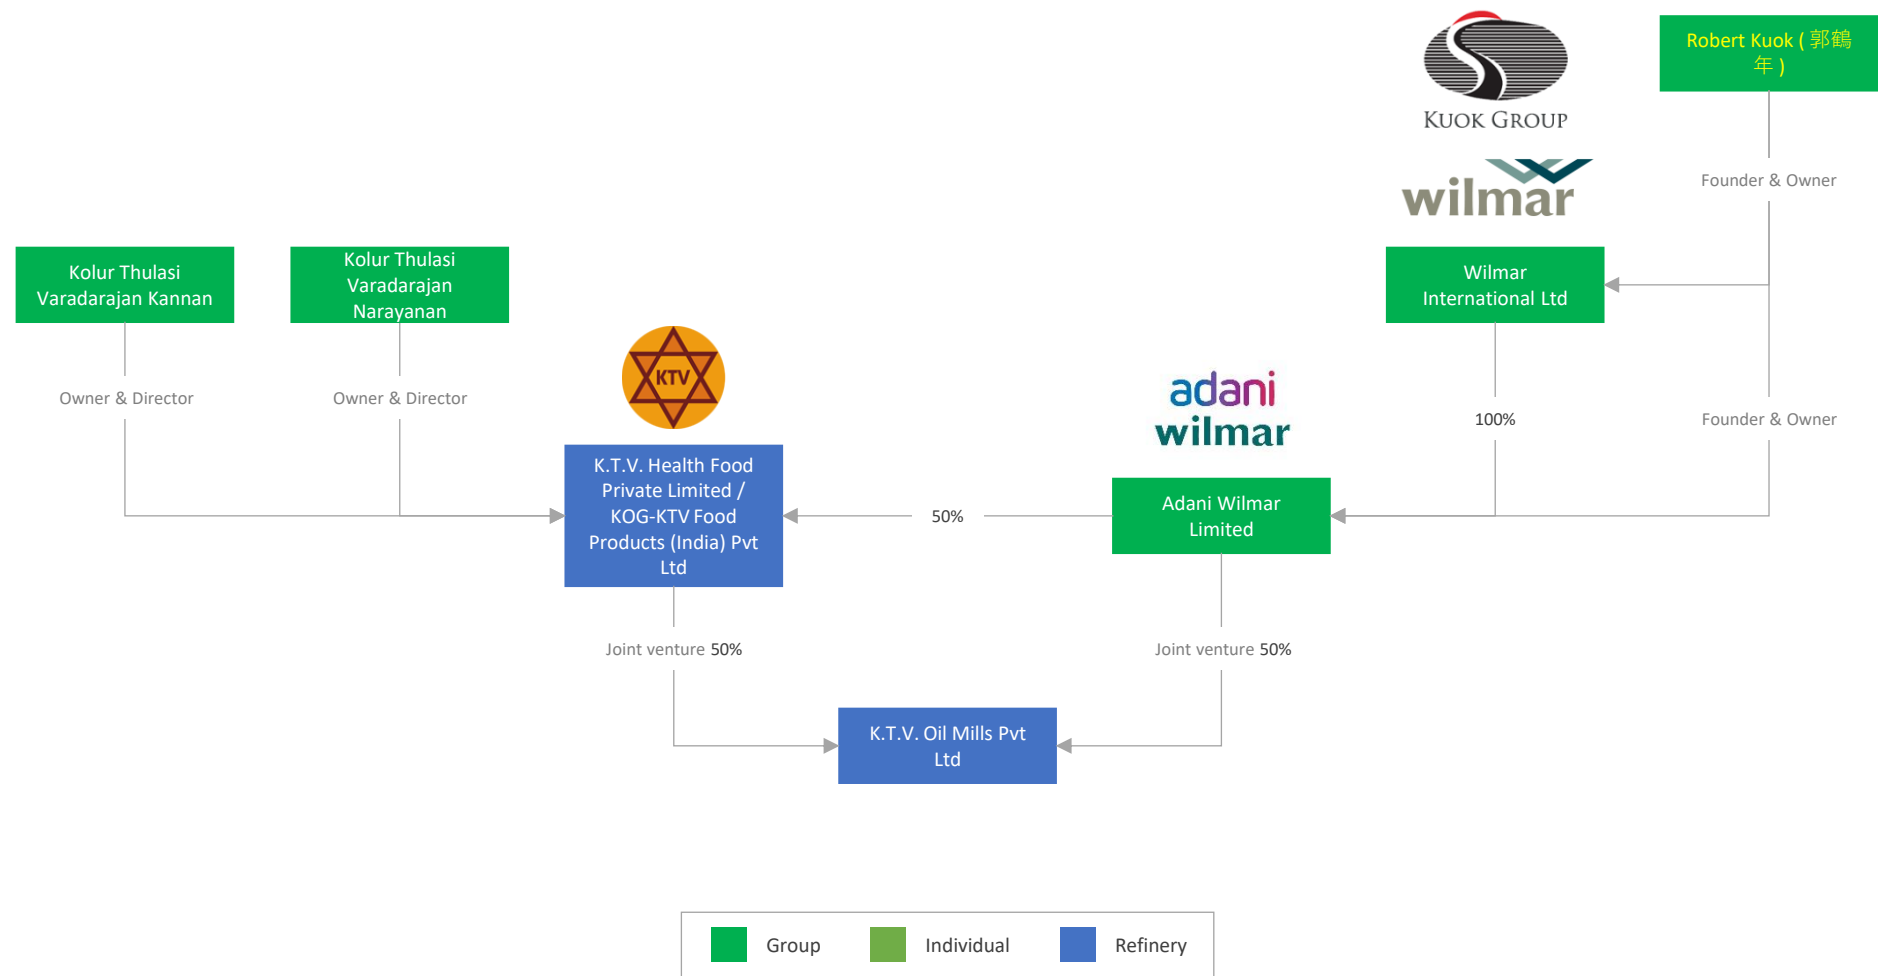 KUOK GROUP
Robert Kuok ( 郭鶴
年 )
wilmar
Founder & Owner
Kolur Thulasi
Varadarajan Kannan
Kolur Thulasi
Varadarajan
Narayanan
Wilmar
International Ltd
KTV
adani
wilmar
Owner & Director
Owner & Director
100%
Founder & Owner
K.T.V. Health Food
Private Limited /
KOG-KTV Food
Products (India) Pvt
Ltd
50%
Adani Wilmar
Limited
Joint venture 50%
Joint venture 50%
K.T.V. Oil Mills Pvt
Ltd
Group
Individual
Refinery